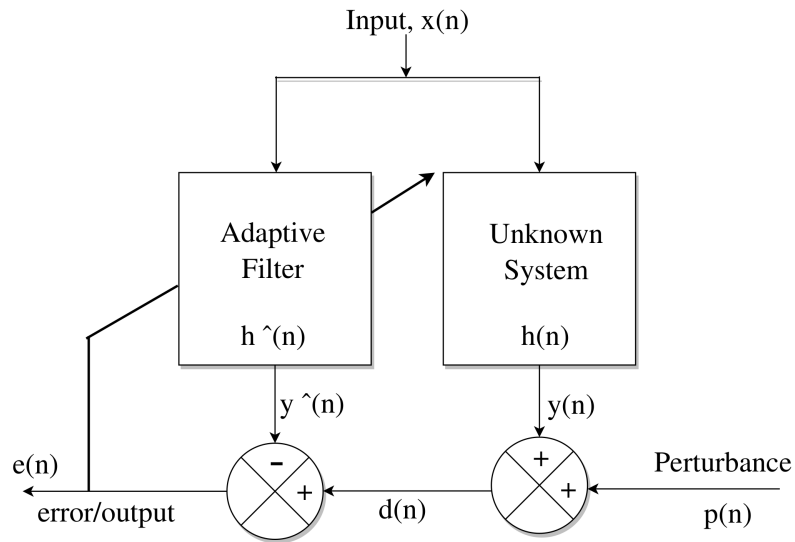 Input, x(n)
Adaptive
Filter
h ˆ(n)
Unknown
System
h(n)
y ˆ(n)
y(n)
e(n)
-
+
+
+
Perturbance
error/output
d(n)
p(n)